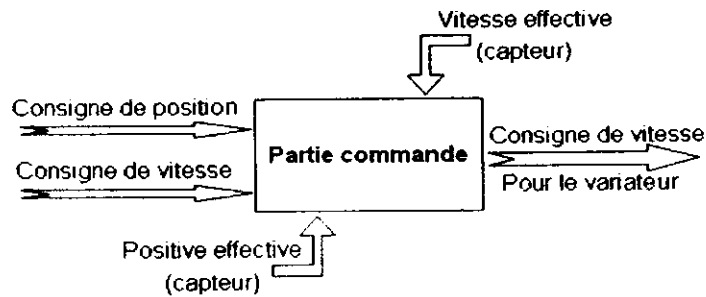 Vitesse effective
(capteur)
Consigne de position
Consigne de vitesse
Partie commande
Consigne de vitesse
Pour le variateur
Positive effective
(capteur)